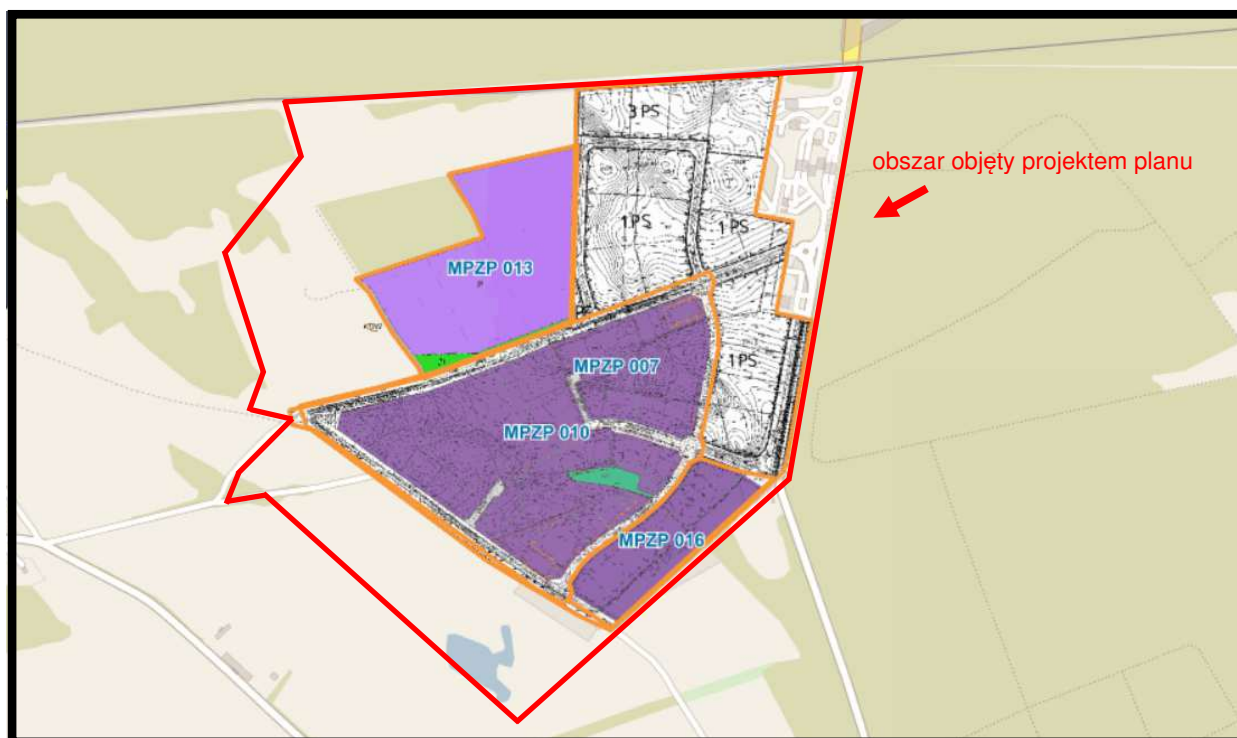 3 PS
obszar objęty projektem planu
1 PS
1 PS
MPZP 013
MPZP 007
1 PS
MPZP 010
MPZP 016